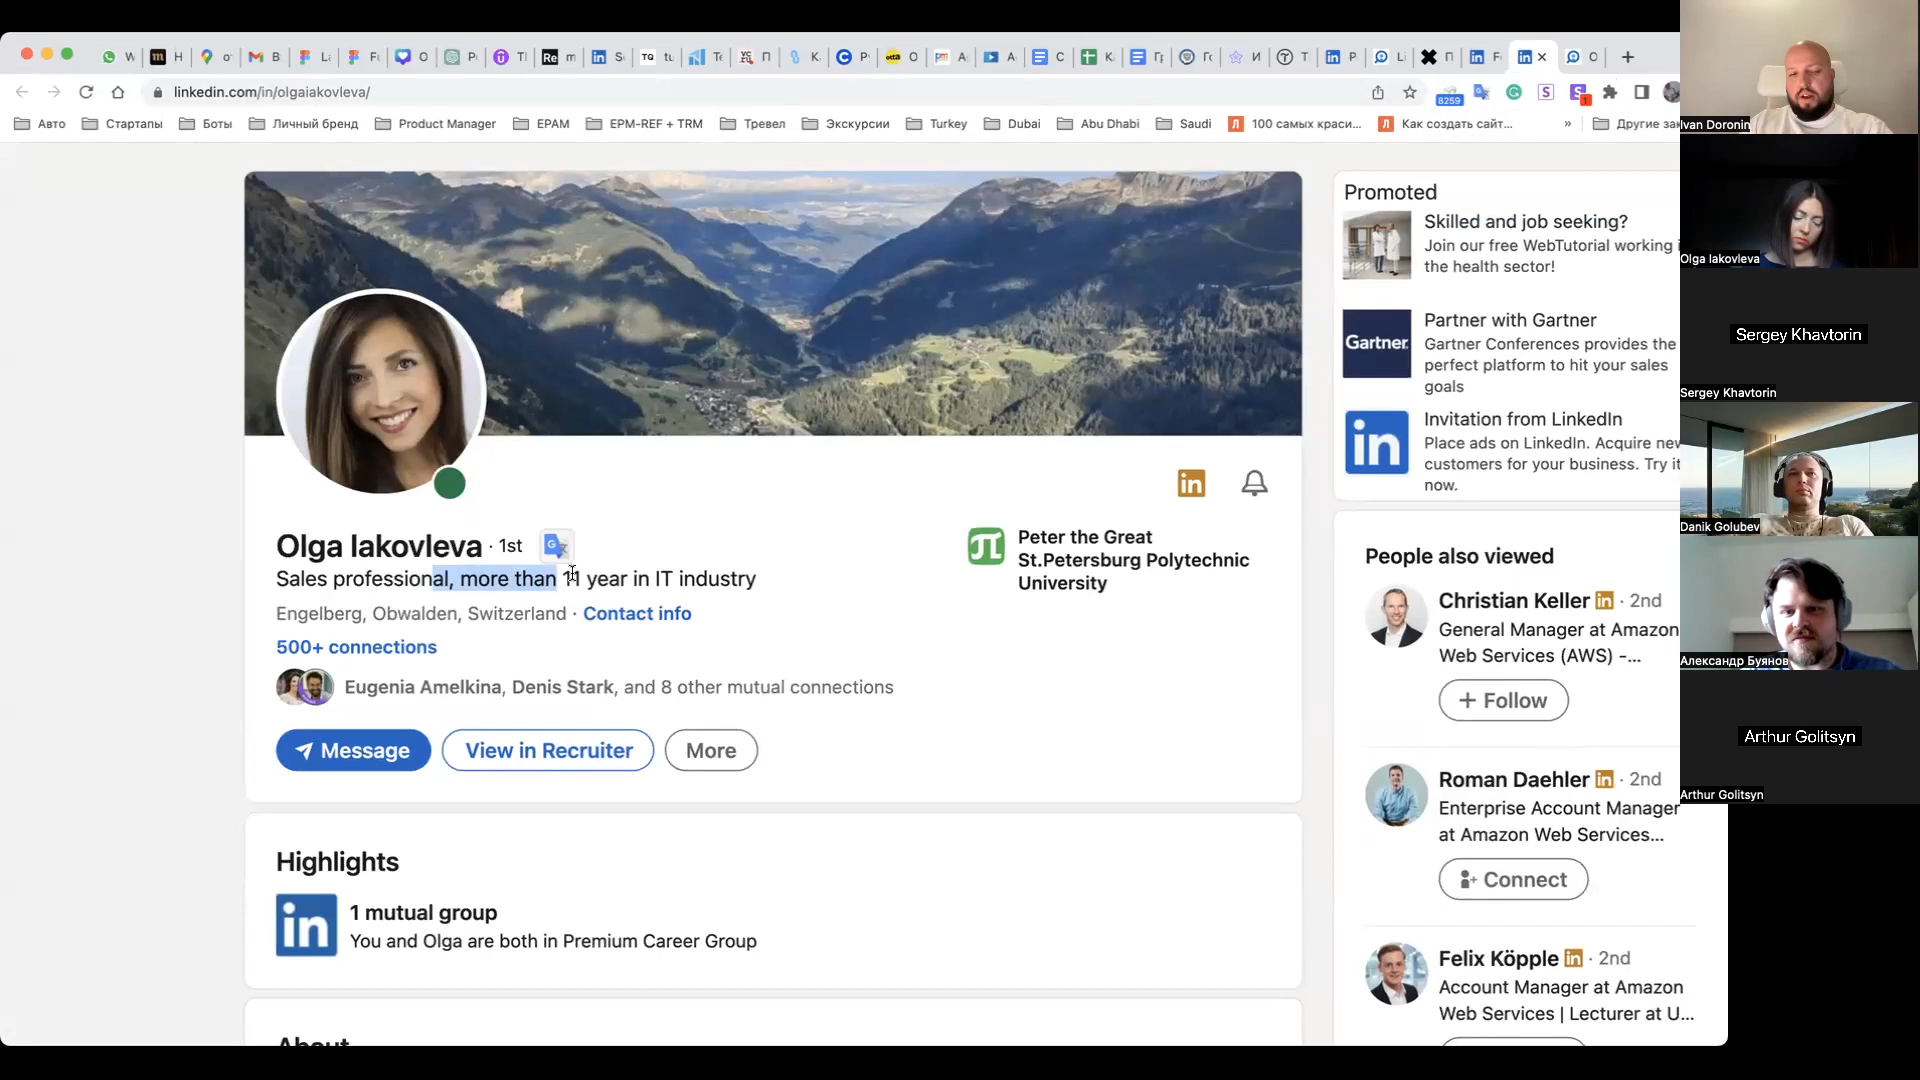 linkedin.com/in/olgaiakovleva/
8259
1
Авто
Стартапы
Боты
Личный бренд
Product Manager
EPAM
EPM-REF + TRM
Тревел
Экскурсии
Turkey
Dubai
Abu Dhabi
Saudi
100 самых краси...
Как создать сайт...
»
Olga Iakovleva · 1st
Sales professional, more than 11 year in IT industry
Engelberg, Obwalden, Switzerland · Contact info
500+ connections
Eugenia Amelkina, Denis Stark, and 8 other mutual connections
Message
View in Recruiter
More
Peter the Great
St.Petersburg Polytechnic
University
Highlights
1 mutual group
You and Olga are both in Premium Career Group
About
Promoted
Skilled and job seeking?
Join our free WebTutorial working i
the health sector!
Gartner.
Partner with Gartner
Gartner Conferences provides the
perfect platform to hit your sales
goals
Invitation from LinkedIn
Place ads on LinkedIn. Acquire new
customers for your business. Try it
now.
People also viewed
Christian Keller in · 2nd
General Manager at Amazon
Web Services (AWS) -...
+ Follow
Roman Daehler in · 2nd
Enterprise Account Manager
at Amazon Web Services...
Connect
Felix Köpple in · 2nd
Account Manager at Amazon
Web Services | Lecturer at U...
Ivan Doronin
Olga Iakovleva
Sergey Khavtorin
Sergey Khavtorin
Danik Golubev
Александр Буянов
Arthur Golitsyn
Arthur Golitsyn